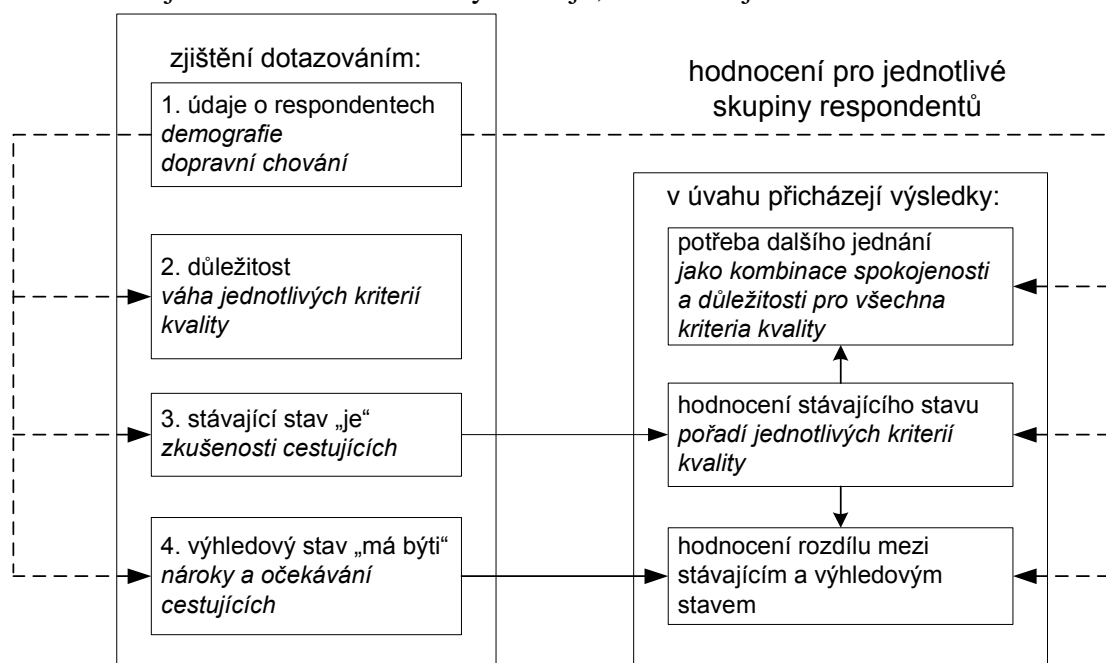 zjištění dotazováním:
1. údaje o respondentech
demografie
dopravní chování
2. důležitost
váha jednotlivých kriterií
kvality
3. stávající stav „je“
zkušenosti cestujících
4. výhledový stav „má býti“
nároky a očekávání
cestujících
hodnocení pro jednotlivé
skupiny respondentů
v úvahu přicházejí výsledky:
potřeba dalšího jednání
jako kombinace spokojenosti
a důležitosti pro všechna
kriteria kvality
hodnocení stávajícího stavu
pořadí jednotlivých kriterií
kvality
hodnocení rozdílu mezi
stávajícím a výhledovým
stavem